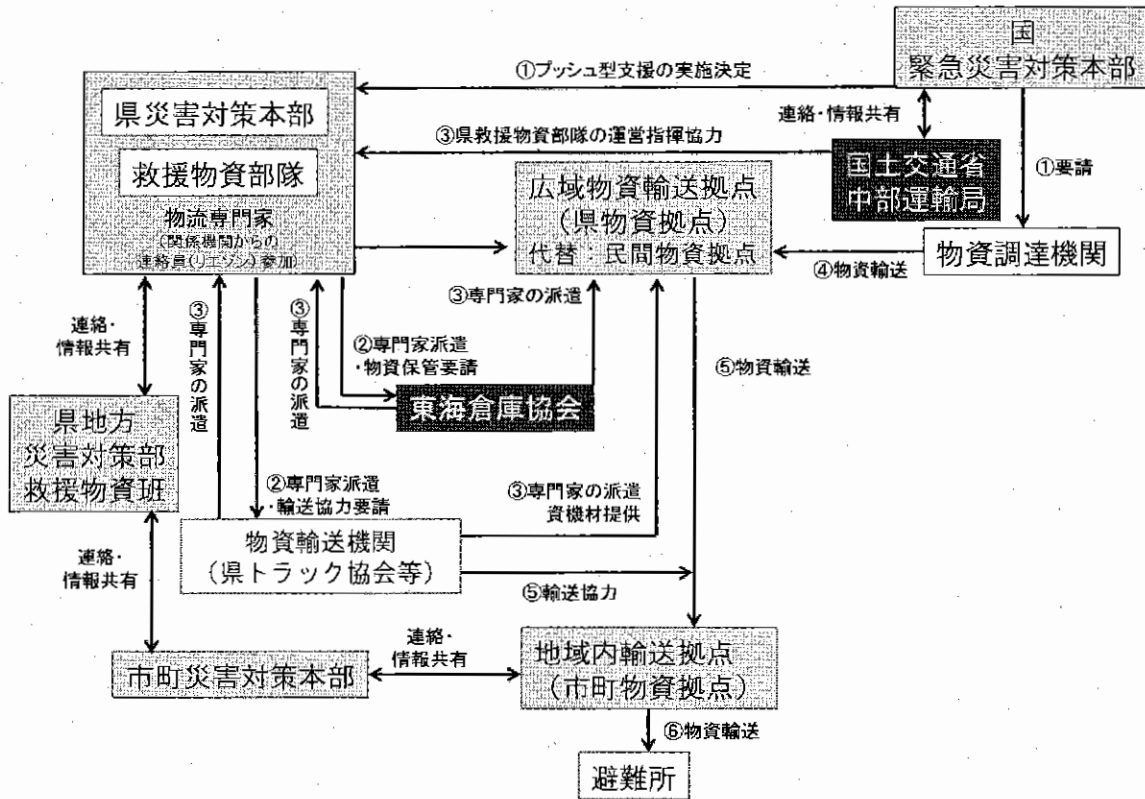 国
緊急災害対策本部
①プッシュ型支援の実施決定
県災害対策本部
連絡・情報共有
③県救援物資部隊の運営指揮協力
救援物資部隊
国土交通省
中部運輸局
①要請
広域物資輸送拠点
（県物資拠点）
代替：民間物資拠点
物流専門家
（関係機関からの
連絡員（リエゾン）参加）
物資調達機関
④物資輸送
③専門家の派遣
連絡・
情報共有
③専門家の派遣
③専門家の派遣
②専門家派遣
・物資保管要請
⑤物資輸送
東海倉庫協会
県地方
災害対策部
救援物資班
②専門家派遣
・輸送協力要請
③専門家の派遣
資機材提供
物資輸送機関
（県トラック協会等）
連絡・
情報共有
⑤輸送協力
連絡・
情報共有
地域内輸送拠点
（市町物資拠点）
市町災害対策本部
⑥物資輸送
避難所